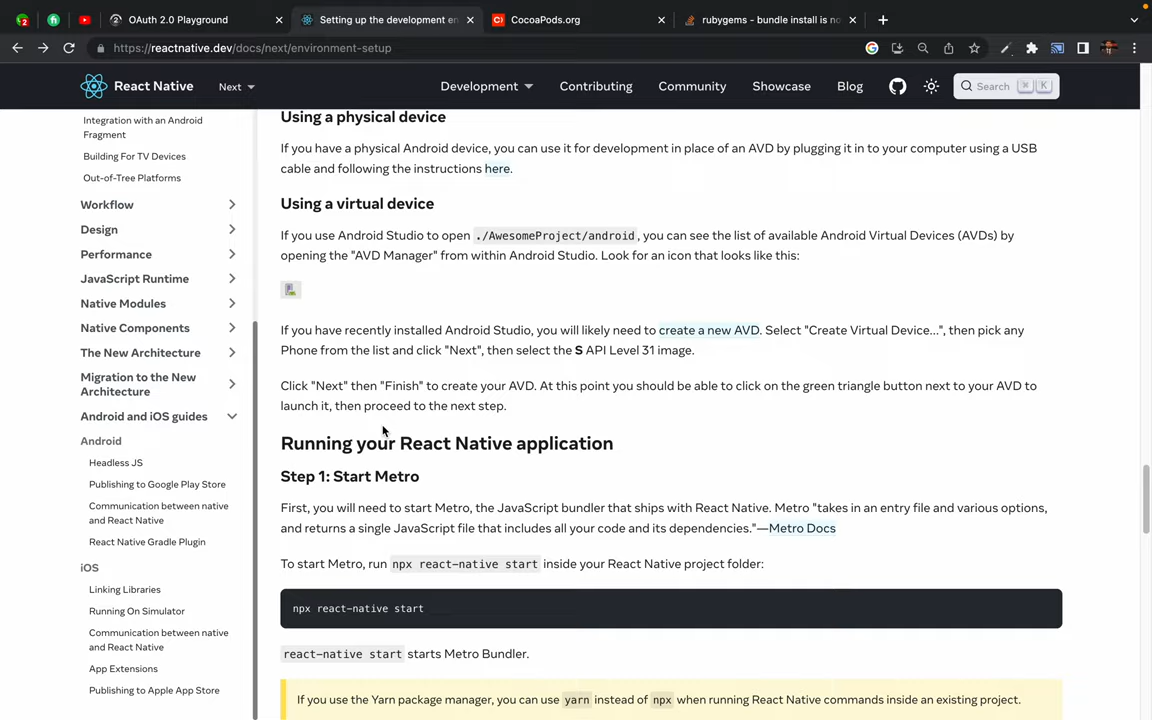 OAuth 2.0 Playground
Setting up the development en
CocoaPods.org
rubygems - bundle install is no
https://reactnative.dev/docs/next/environment-setup
React Native
Next
Development
Contributing
Community
Showcase
Blog
Search ⌘ K
Integration with an Android
Fragment
Building For TV Devices
Out-of-Tree Platforms
Workflow
Design
Performance
JavaScript Runtime
Native Modules
Native Components
The New Architecture
Migration to the New
Architecture
Android and iOS guides
Android
Headless JS
Publishing to Google Play Store
Communication between native
and React Native
React Native Gradle Plugin
iOS
Linking Libraries
Running On Simulator
Communication between native
and React Native
App Extensions
Publishing to Apple App Store
Using a physical device
If you have a physical Android device, you can use it for development in place of an AVD by plugging it in to your computer using a USB
cable and following the instructions here.
Using a virtual device
If you use Android Studio to open ./AwesomeProject/android, you can see the list of available Android Virtual Devices (AVDs) by
opening the "AVD Manager" from within Android Studio. Look for an icon that looks like this:
If you have recently installed Android Studio, you will likely need to create a new AVD. Select "Create Virtual Device...", then pick any
Phone from the list and click "Next", then select the S API Level 31 image.
Click "Next" then "Finish" to create your AVD. At this point you should be able to click on the green triangle button next to your AVD to
launch it, then proceed to the next step.
Running your React Native application
Step 1: Start Metro
First, you will need to start Metro, the JavaScript bundler that ships with React Native. Metro "takes in an entry file and various options,
and returns a single JavaScript file that includes all your code and its dependencies."—Metro Docs
To start Metro, run npx react-native start inside your React Native project folder:
npx react-native start
react-native start starts Metro Bundler.
If you use the Yarn package manager, you can use yarn instead of npx when running React Native commands inside an existing project.